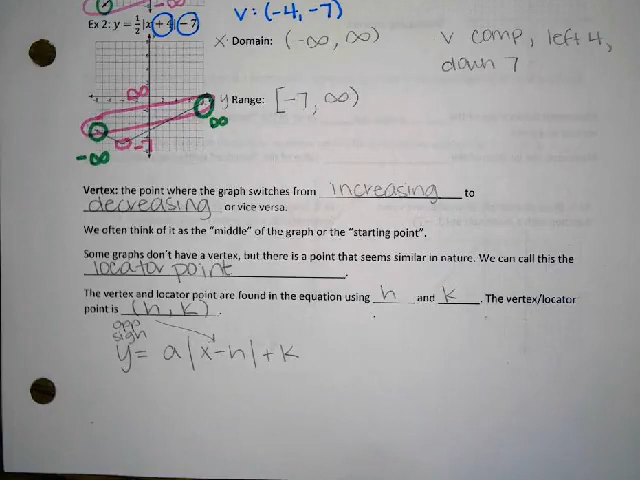 -∞
v: (-4, -7)
Ex 2: y = ½|x+4|-7
x: Domain: (-∞, ∞)
v comp, left 4,
down 7
∞
y Range: [-7, ∞)
∞
-7
-∞
Vertex: the point where the graph switches from increasing to
decreasing or vice versa.
We often think of it as the "middle" of the graph or the "starting point".
Some graphs don't have a vertex, but there is a point that seems similar in nature. We can call this the
locator point.
The vertex and locator point are found in the equation using h and k. The vertex/locator
point is (h, k).
opp
sign
y = a|x-h|+k